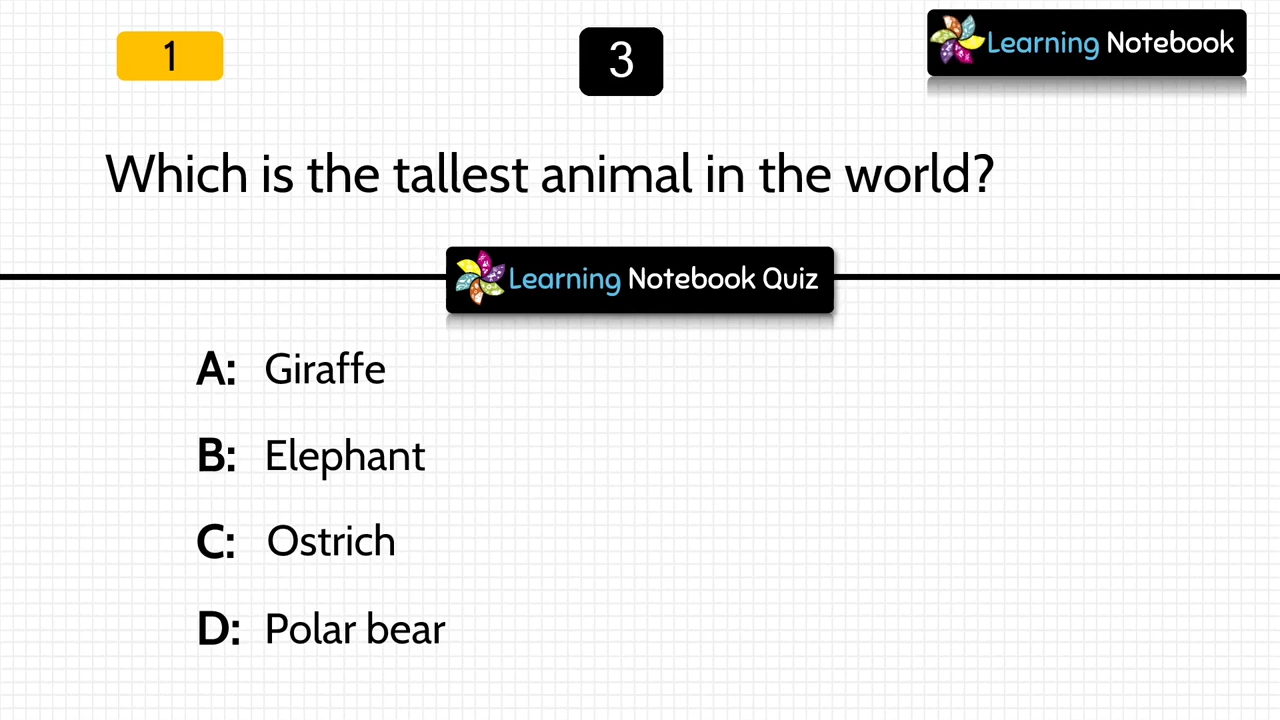 1
3
Learning Notebook
Which is the tallest animal in the world?
Learning Notebook Quiz
A: Giraffe
B: Elephant
C: Ostrich
D: Polar bear